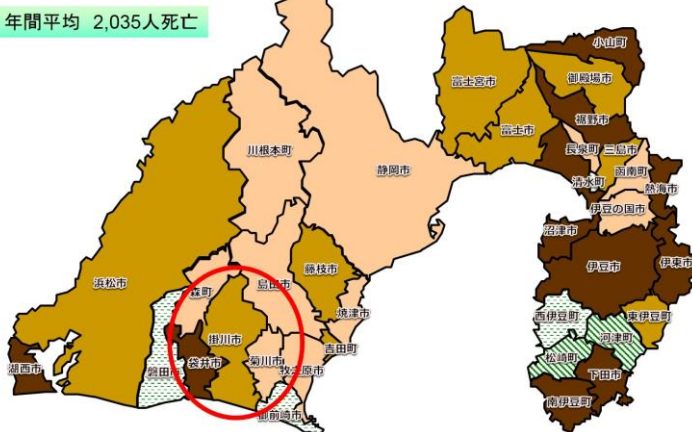 年間平均 2,035人死亡
小山町
御殿場市
富士宮市
裾野市
富士市
長泉町
三島市
函南町
清水町
熱海市
伊豆の国市
川根本町
静岡市
沼津市
伊豆市
伊東市
浜松市
藤枝市
島田市
森町
焼津市
西伊豆町
東伊豆町
掛川市
吉田町
河津町
松崎町
湖西市
磐田市
袋井市
菊川市
牧之原市
下田市
南伊豆町
御前崎市